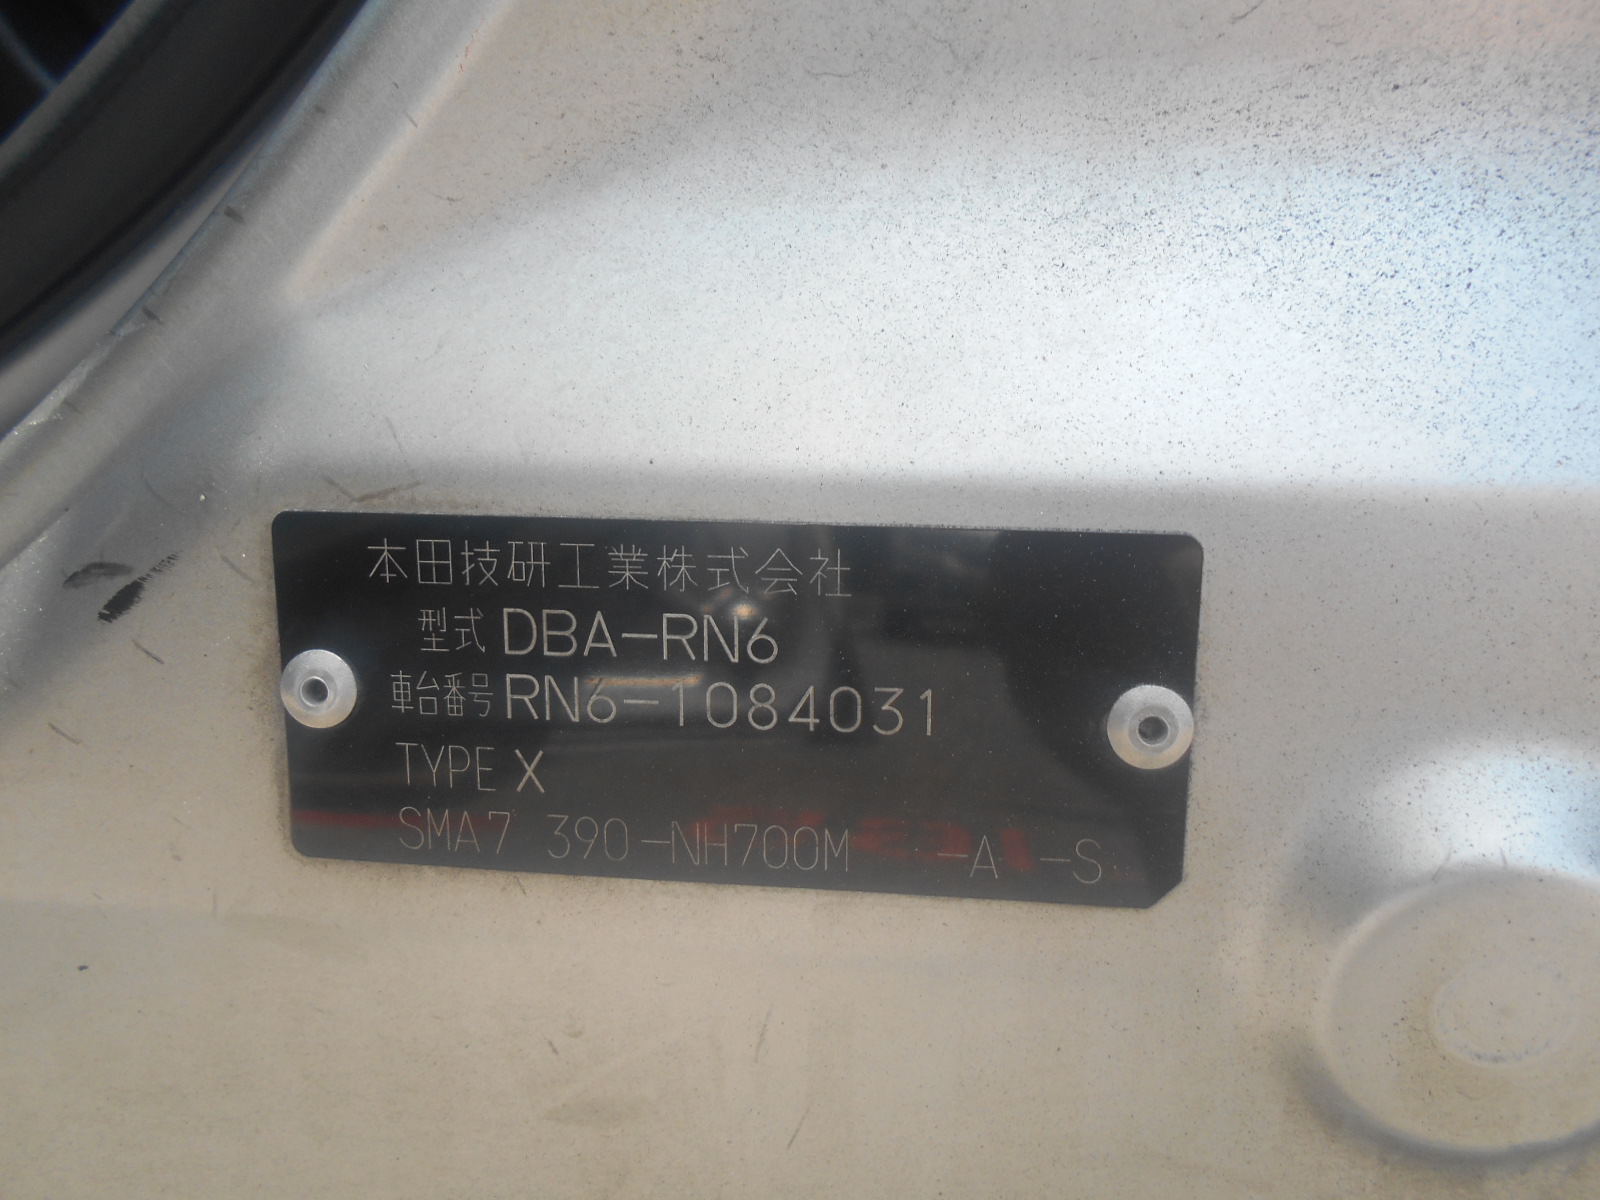 本田技研工業株式会社
型式 DBA-RN6
車台番号 RN6-1084031
TYPE X
SMA7 390-NH700M -A -S